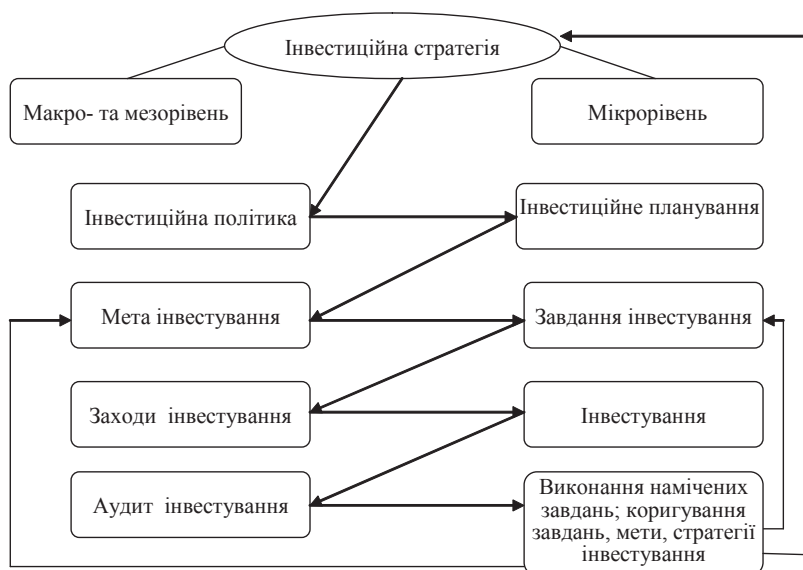 Інвестиційна стратегія
Макро- та мезорівень
Мікрорівень
Інвестиційна політика
Інвестиційне планування
Мета інвестування
Завдання інвестування
Заходи інвестування
Інвестування
Аудит інвестування
Виконання намічених
завдань; коригування
завдань, мети, стратегії
інвестування